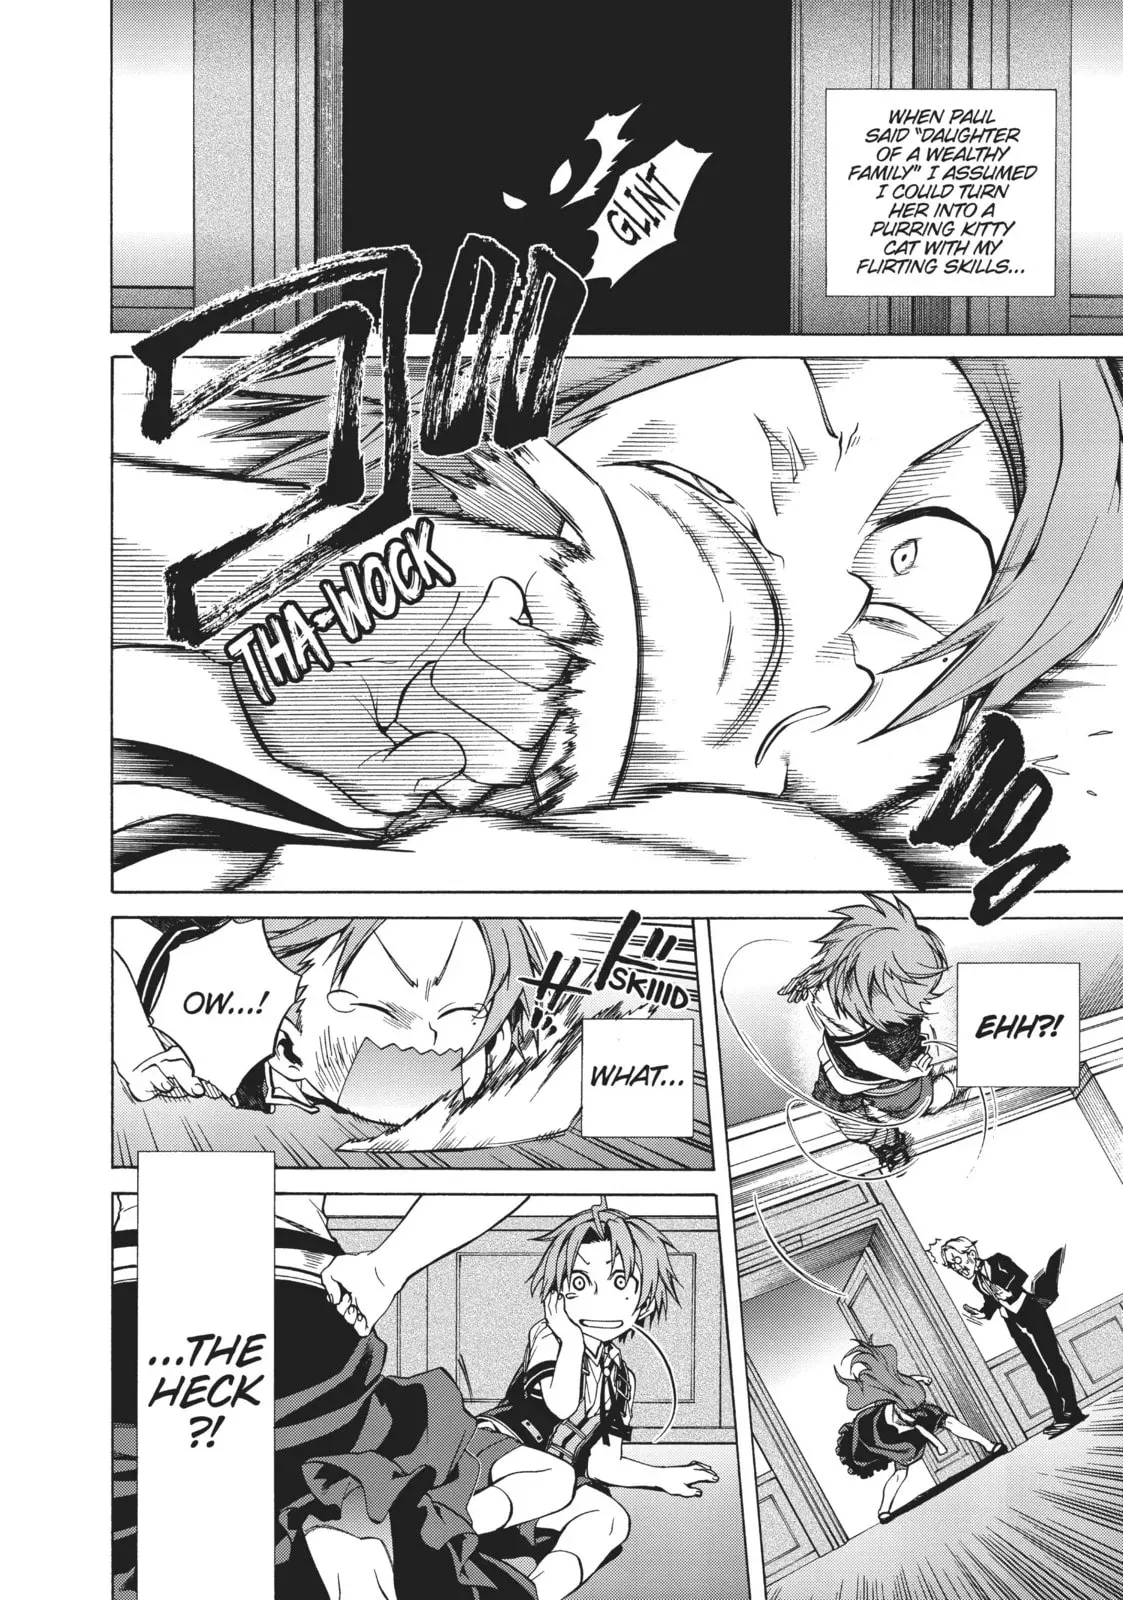 WHEN PAUL
SAID "DAUGHTER
OF A WEALTHY
FAMILY" I ASSUMED
I COULD TURN
HER INTO A
PURRING KITTY
CAT WITH MY
FLIRTING SKILLS...
GLINT
THA-WOCK
EHH?!
SKIIID
OW...!
WHAT...
...THE
HECK
?!